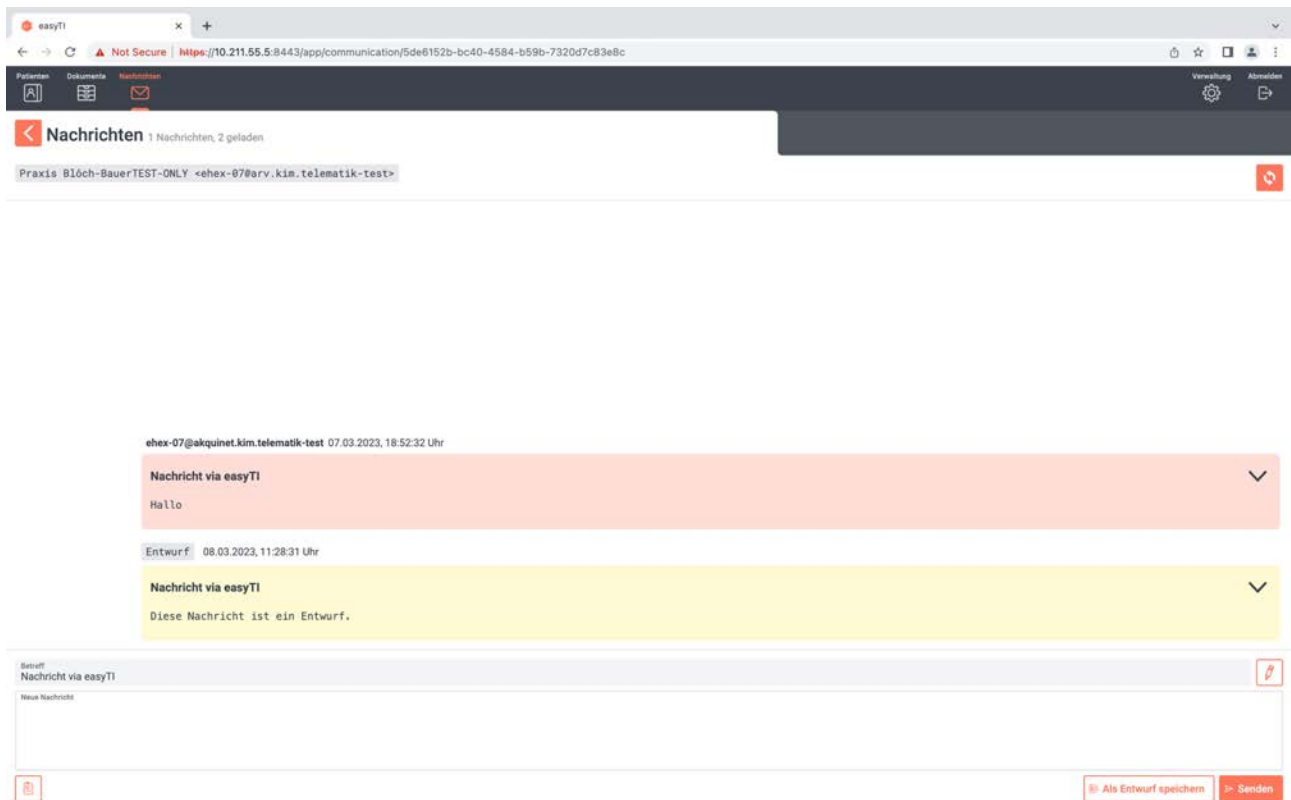 easyTI
Not Secure https://10.211.55.5:8443/app/communication/5de6152b-bc40-4584-b59b-7320d7c83e8c
Patienten Dokumente Nachrichten Verwaltung Abmelden
Nachrichten 1 Nachrichten, 2 geladen
Praxis Blöch-BauerTEST-ONLY <ehex-07@arv.kim.telematik-test>
ehex-07@akquinet.kim.telematik-test 07.03.2023, 18:52:32 Uhr
Nachricht via easyTI
Hallo
Entwurf 08.03.2023, 11:28:31 Uhr
Nachricht via easyTI
Diese Nachricht ist ein Entwurf.
Betreff
Nachricht via easyTI
Neue Nachricht
Als Entwurf speichern Senden